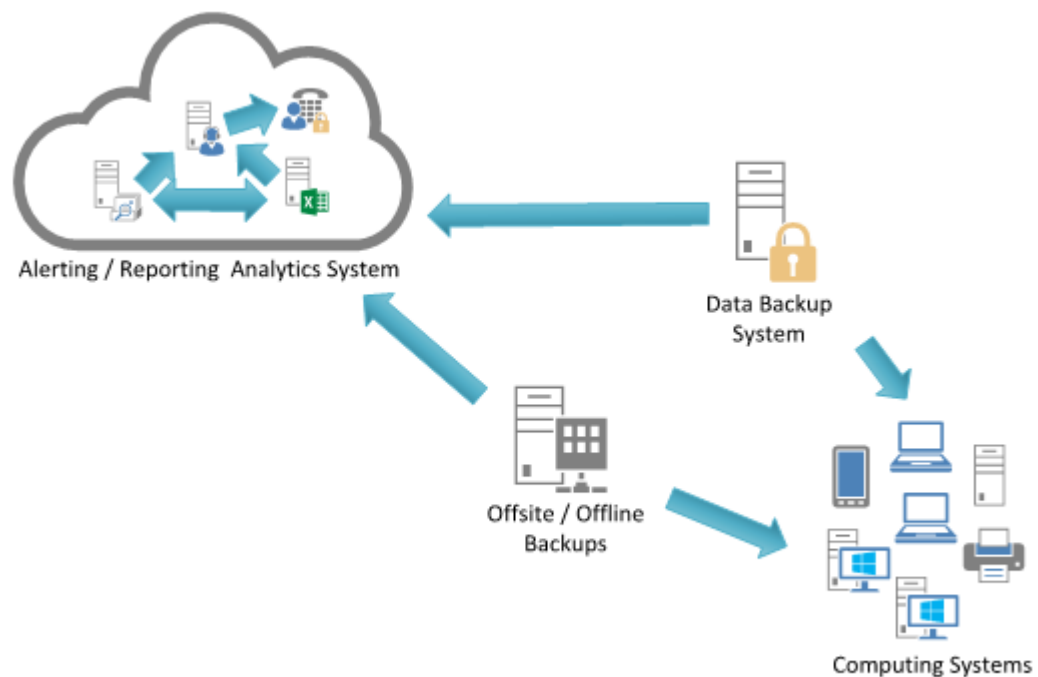 Alerting / Reporting  Analytics System
Data Backup
System
Offsite / Offline
Backups
Computing Systems